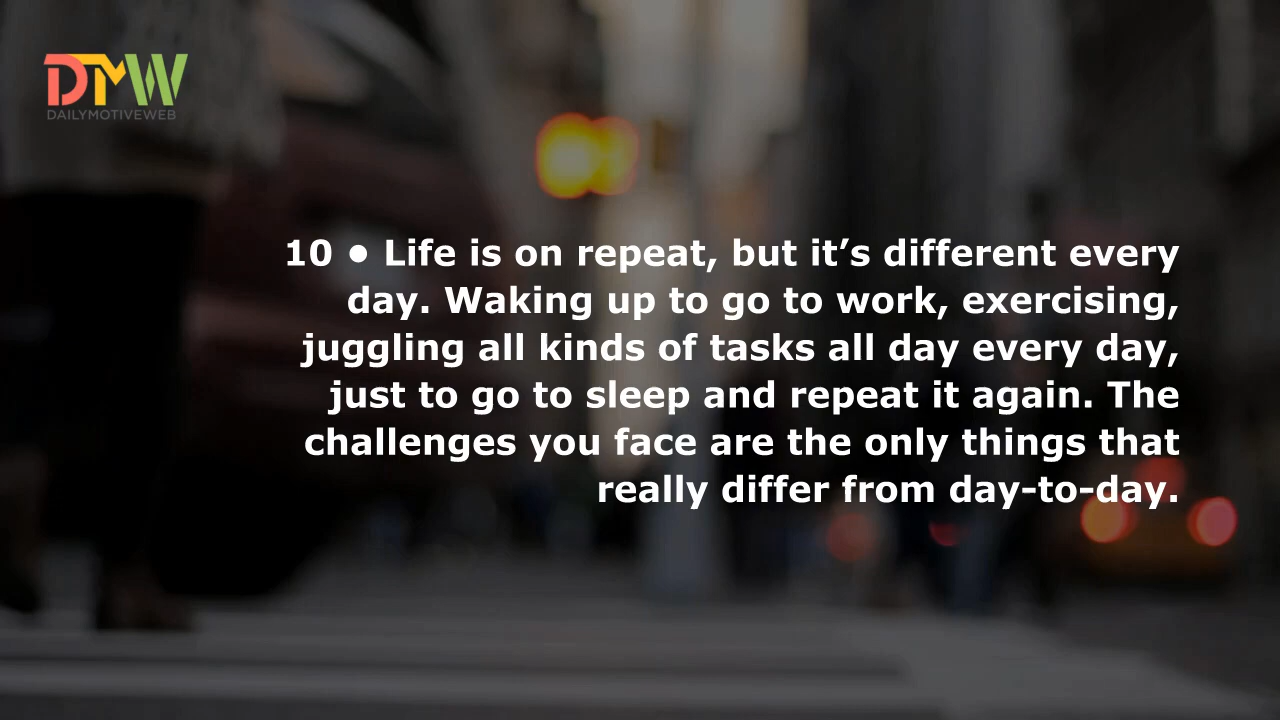 DTMW
DAILYMOTIVEWEB
10 • Life is on repeat, but it’s different every
day. Waking up to go to work, exercising,
juggling all kinds of tasks all day every day,
just to go to sleep and repeat it again. The
challenges you face are the only things that
really differ from day-to-day.